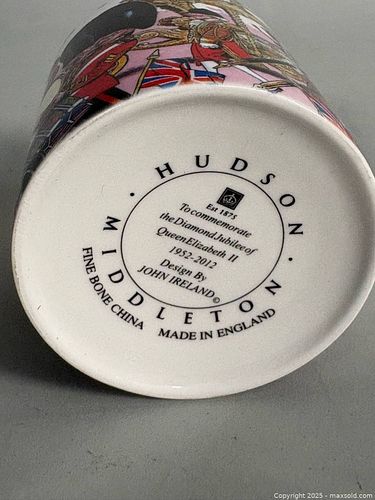 HUDSON
MIDDLETON
Est 1875
To commemorate
the Diamond Jubilee of
Queen Elizabeth II
1952-2012
Design By
JOHN IRELAND ©
FINE BONE CHINA MADE IN ENGLAND
Copyright 2025 - maxsold.com